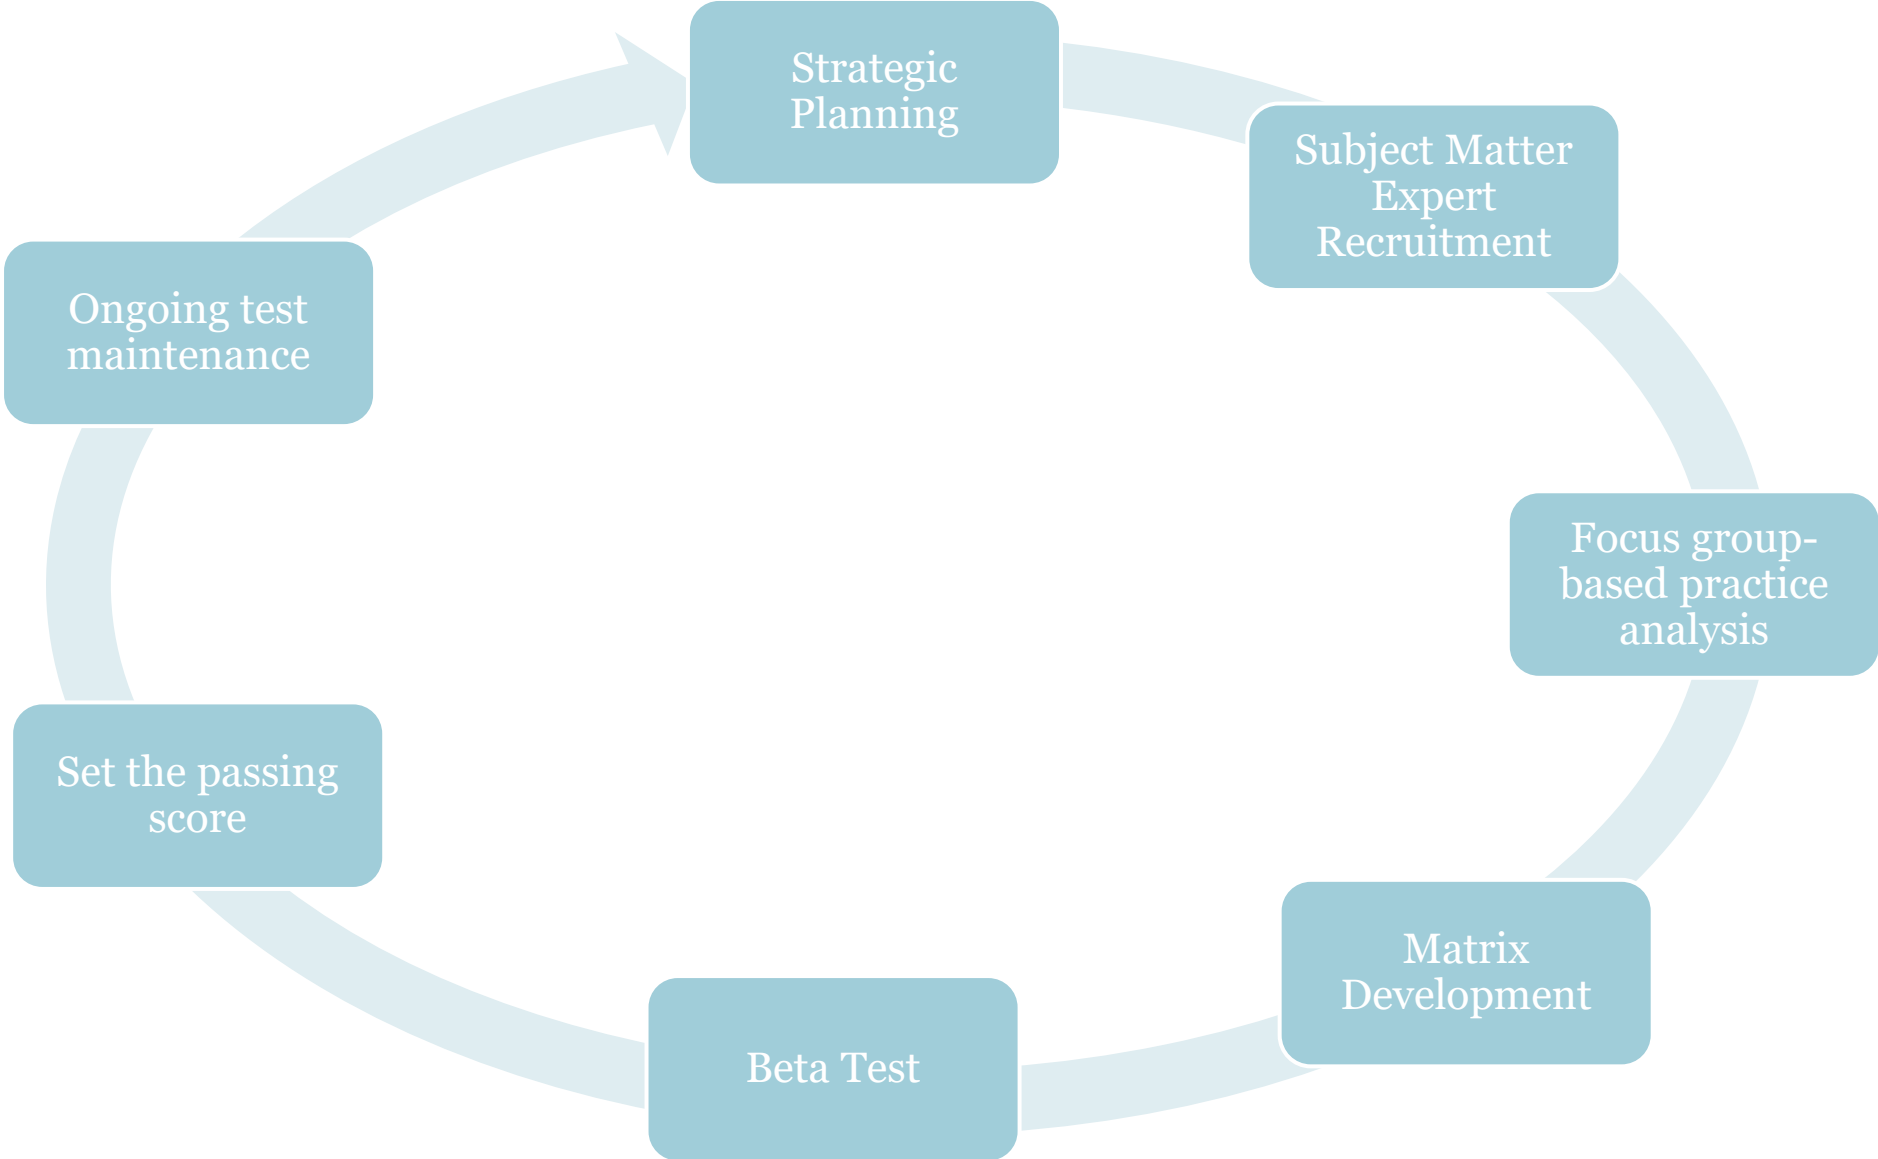 Strategic
Planning
Subject Matter
Expert
Recruitment
Focus group-
based practice
analysis
Matrix
Development
Beta Test
Set the passing
score
Ongoing test
maintenance